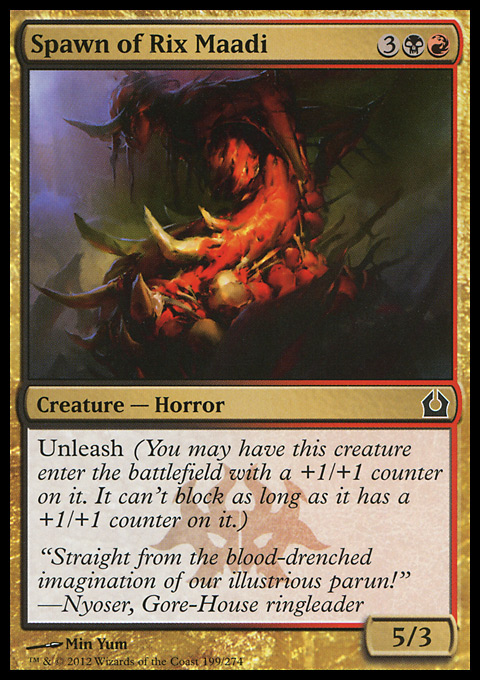 Spawn of Rix Maadi 3
Creature — Horror
Unleash (You may have this creature
enter the battlefield with a +1/+1 counter
on it. It can't block as long as it has a
+1/+1 counter on it.)
“Straight from the blood-drenched
imagination of our illustrious parun!”
—Nyoser, Gore-House ringleader
5/3
Min Yum
™ & © 2012 Wizards of the Coast 199/274